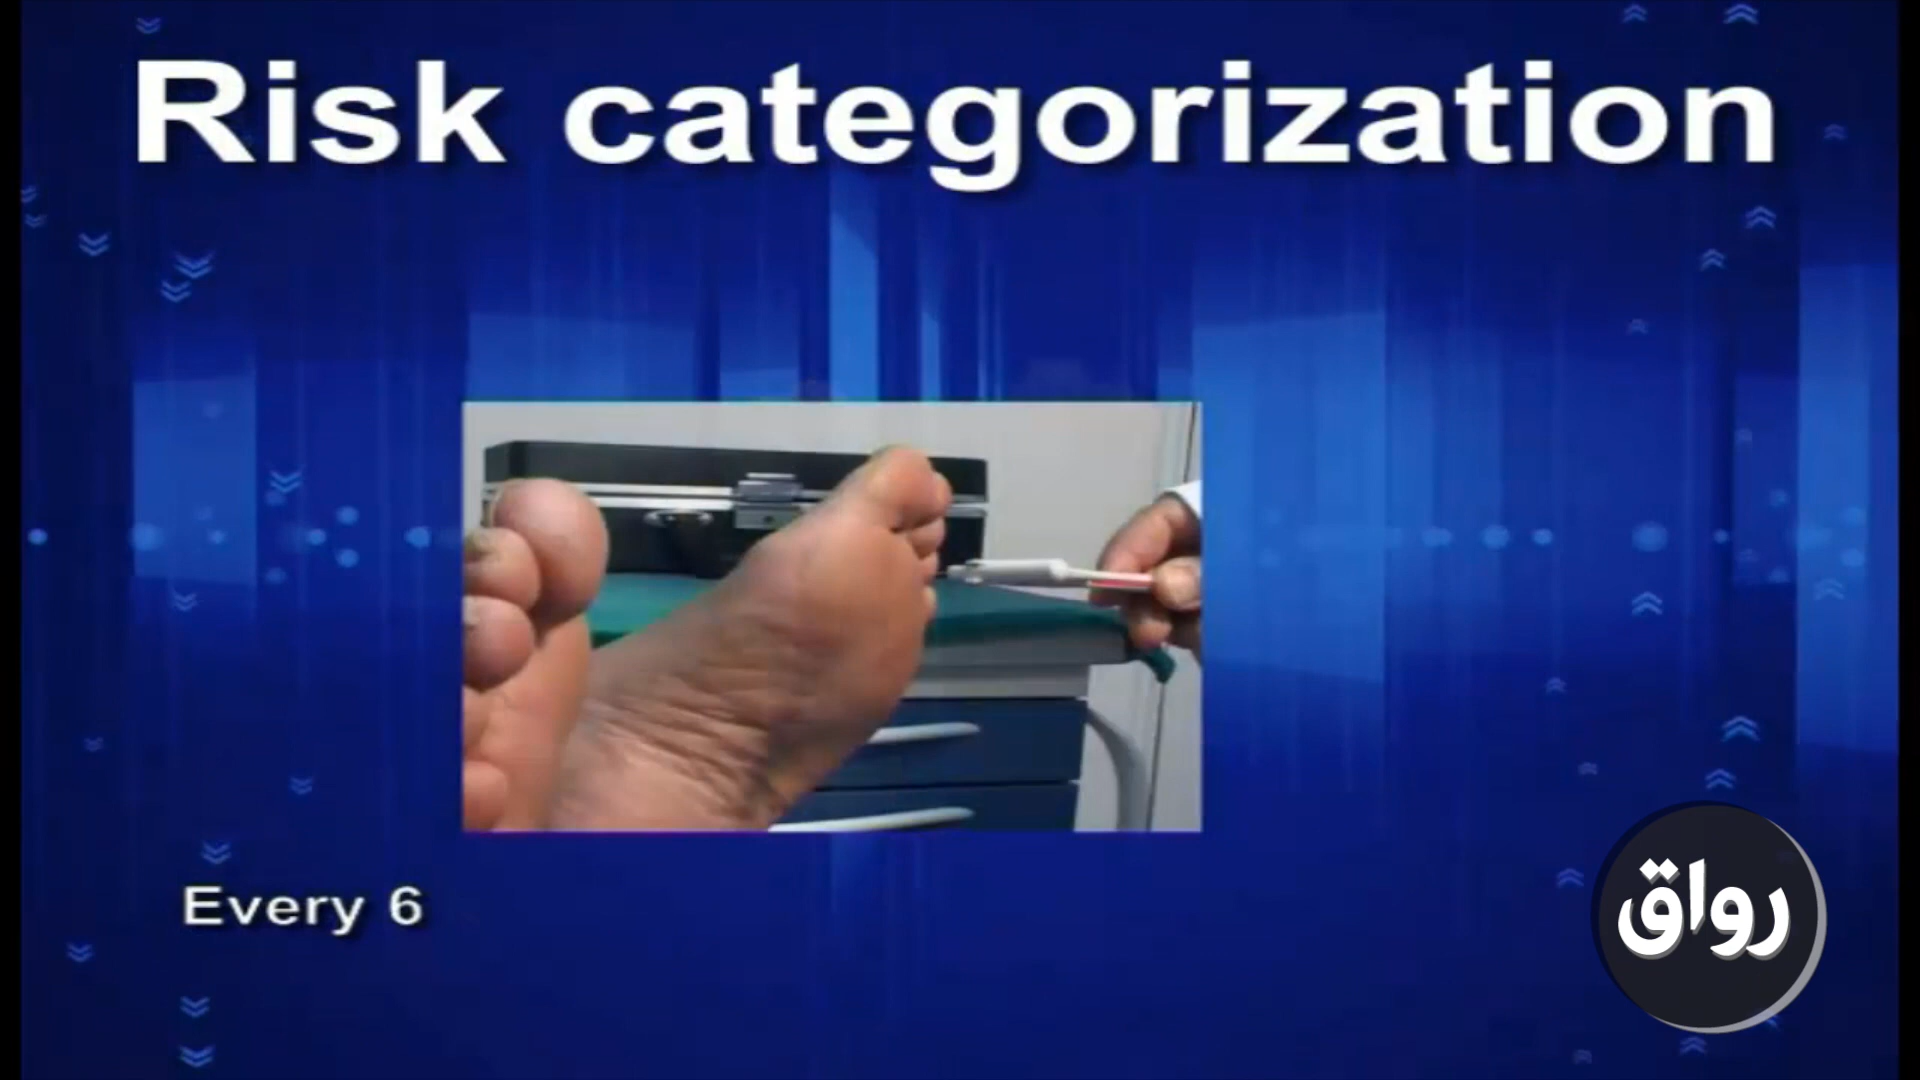 Risk categorization
Every 6
رواق